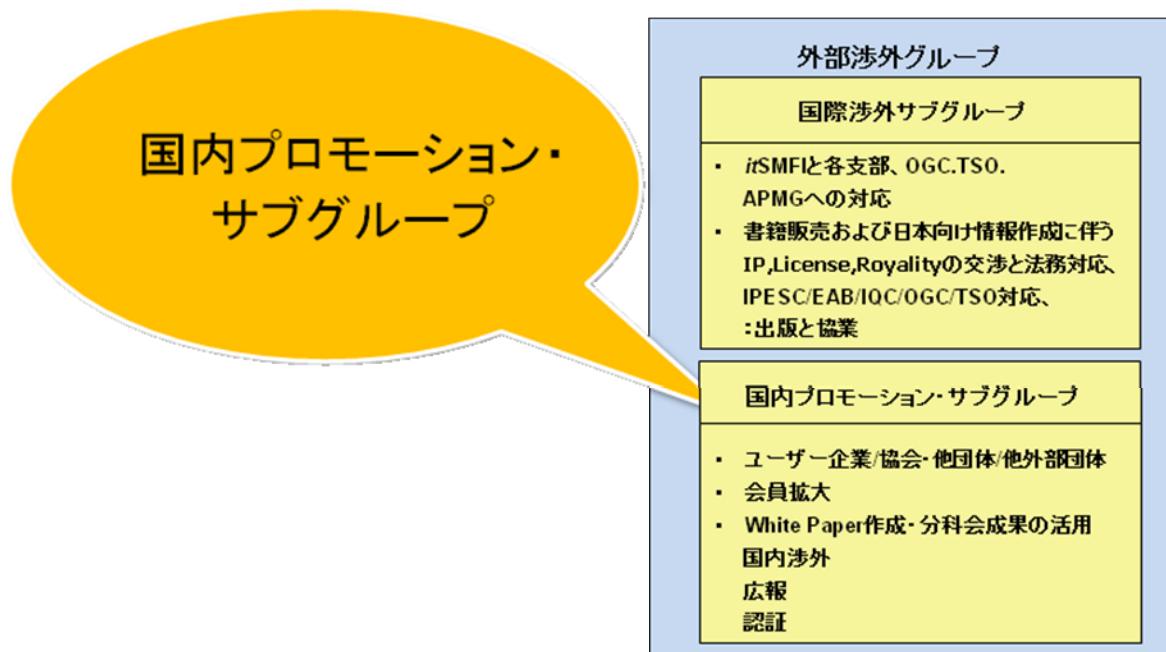 国内プロモーション・
サブグループ
外部渉外グループ
国際渉外サブグループ
・ itSMFIと各支部、OGC.TSO.
APMGへの対応
・ 書籍販売および日本向け情報作成に伴う
IP,License,Royalityの交渉と法務対応、
IPESC/EAB/IQC/OGC/TSO対応、
:出版と協業
国内プロモーション・サブグループ
・ ユーザー企業/協会・他団体/他外部団体
・ 会員拡大
・ White Paper作成・分科会成果の活用
国内渉外
広報
認証